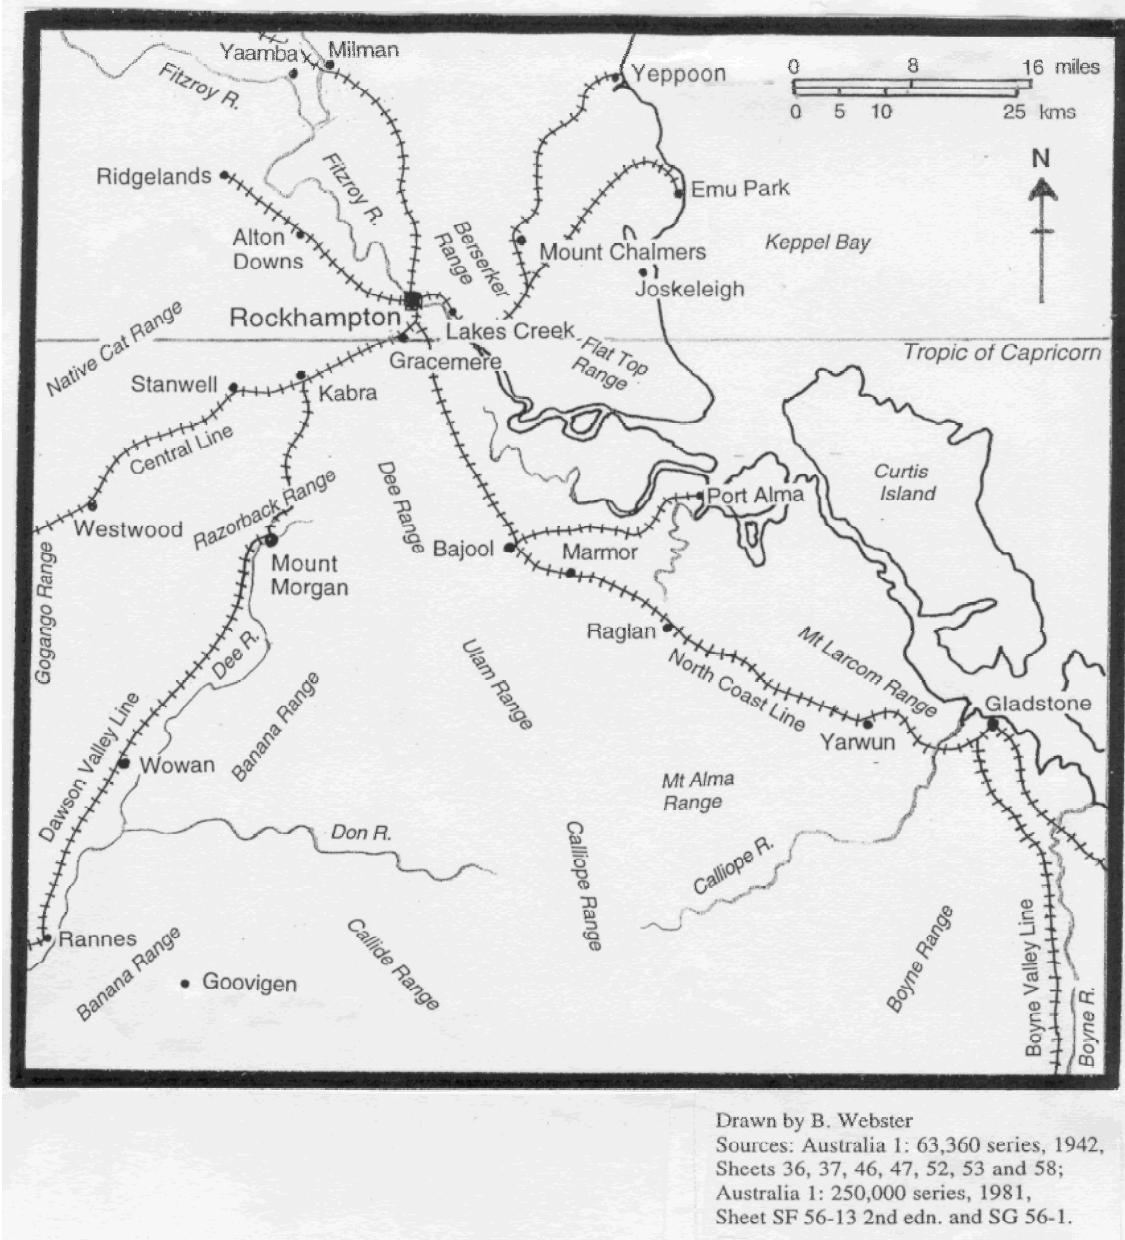 Yaamba
Milman
Fitzroy R.
Yeppoon
0 8 16 miles
0 5 10 25 kms
N
Ridgelands
Fitzroy R.
Emu Park
Alton
Downs
Berserker
Range
Mount Chalmers
Keppel Bay
Joskeleigh
Rockhampton
Lakes Creek
Native Cat Range
Gracemere
Flat Top
Range
Tropic of Capricorn
Stanwell
Kabra
Central Line
Curtis
Island
Razorback Range
Dee Range
Port Alma
Westwood
Bajool
Marmor
Mount
Morgan
Gogango Range
Raglan
Dee R.
Ulam Range
North Coast Line
Mt Larcom Range
Gladstone
Banana Range
Yarwun
Dawson Valley Line
Wowan
Mt Alma
Range
Don R.
Calliope Range
Calliope R.
Rannes
Banana Range
Callide Range
Boyne Range
Boyne Valley Line
Boyne R.
Goovigen
Drawn by B. Webster
Sources: Australia 1: 63,360 series, 1942,
Sheets 36, 37, 46, 47, 52, 53 and 58;
Australia 1: 250,000 series, 1981,
Sheet SF 56-13 2nd edn. and SG 56-1.